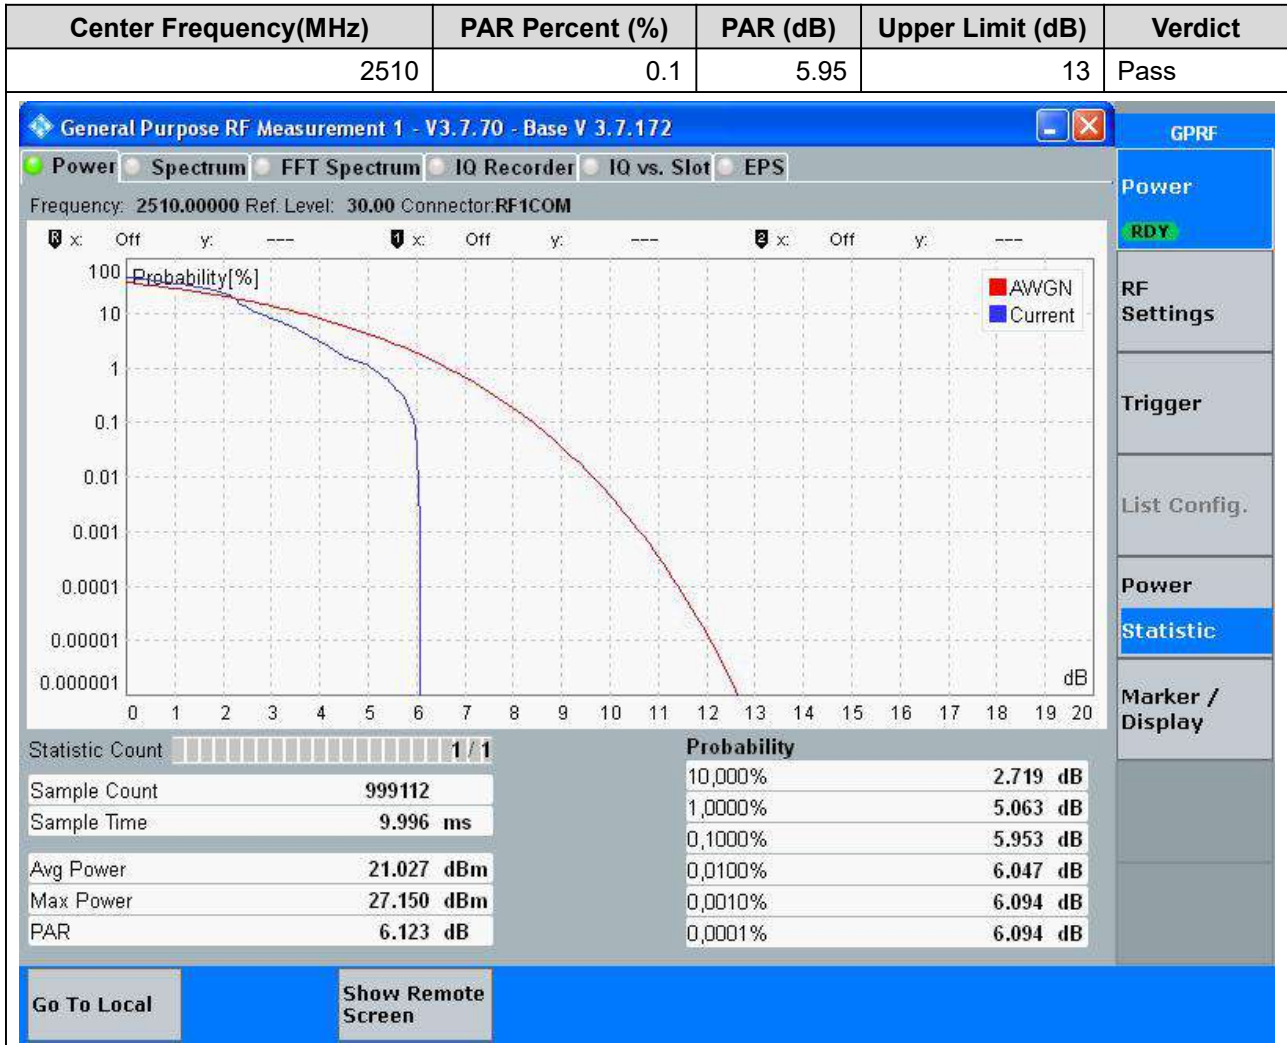 Center Frequency(MHz) PAR Percent (%) PAR (dB) Upper Limit (dB) Verdict
2510 0.1 5.95 13 Pass
General Purpose RF Measurement 1 - V3.7.70 - Base V 3.7.172
GPRF
Power Spectrum FFT Spectrum IQ Recorder IQ vs. Slot EPS
Frequency: 2510.00000 Ref. Level: 30.00 Connector:RF1COM
R x: Off y: --- 1 x: Off y: --- 2 x: Off y: ---
Probability[%]
AWGN
Current
100
10
1
0.1
0.01
0.001
0.0001
0.00001
0.000001
dB
0 1 2 3 4 5 6 7 8 9 10 11 12 13 14 15 16 17 18 19 20
Power
RDY
RF
Settings
Trigger
List Config.
Power
Statistic
Marker /
Display
Statistic Count 1 / 1
Sample Count 999112
Sample Time 9.996 ms
Avg Power 21.027 dBm
Max Power 27.150 dBm
PAR 6.123 dB
Probability
10,000% 2.719 dB
1,0000% 5.063 dB
0,1000% 5.953 dB
0,0100% 6.047 dB
0,0010% 6.094 dB
0,0001% 6.094 dB
Go To Local
Show Remote
Screen